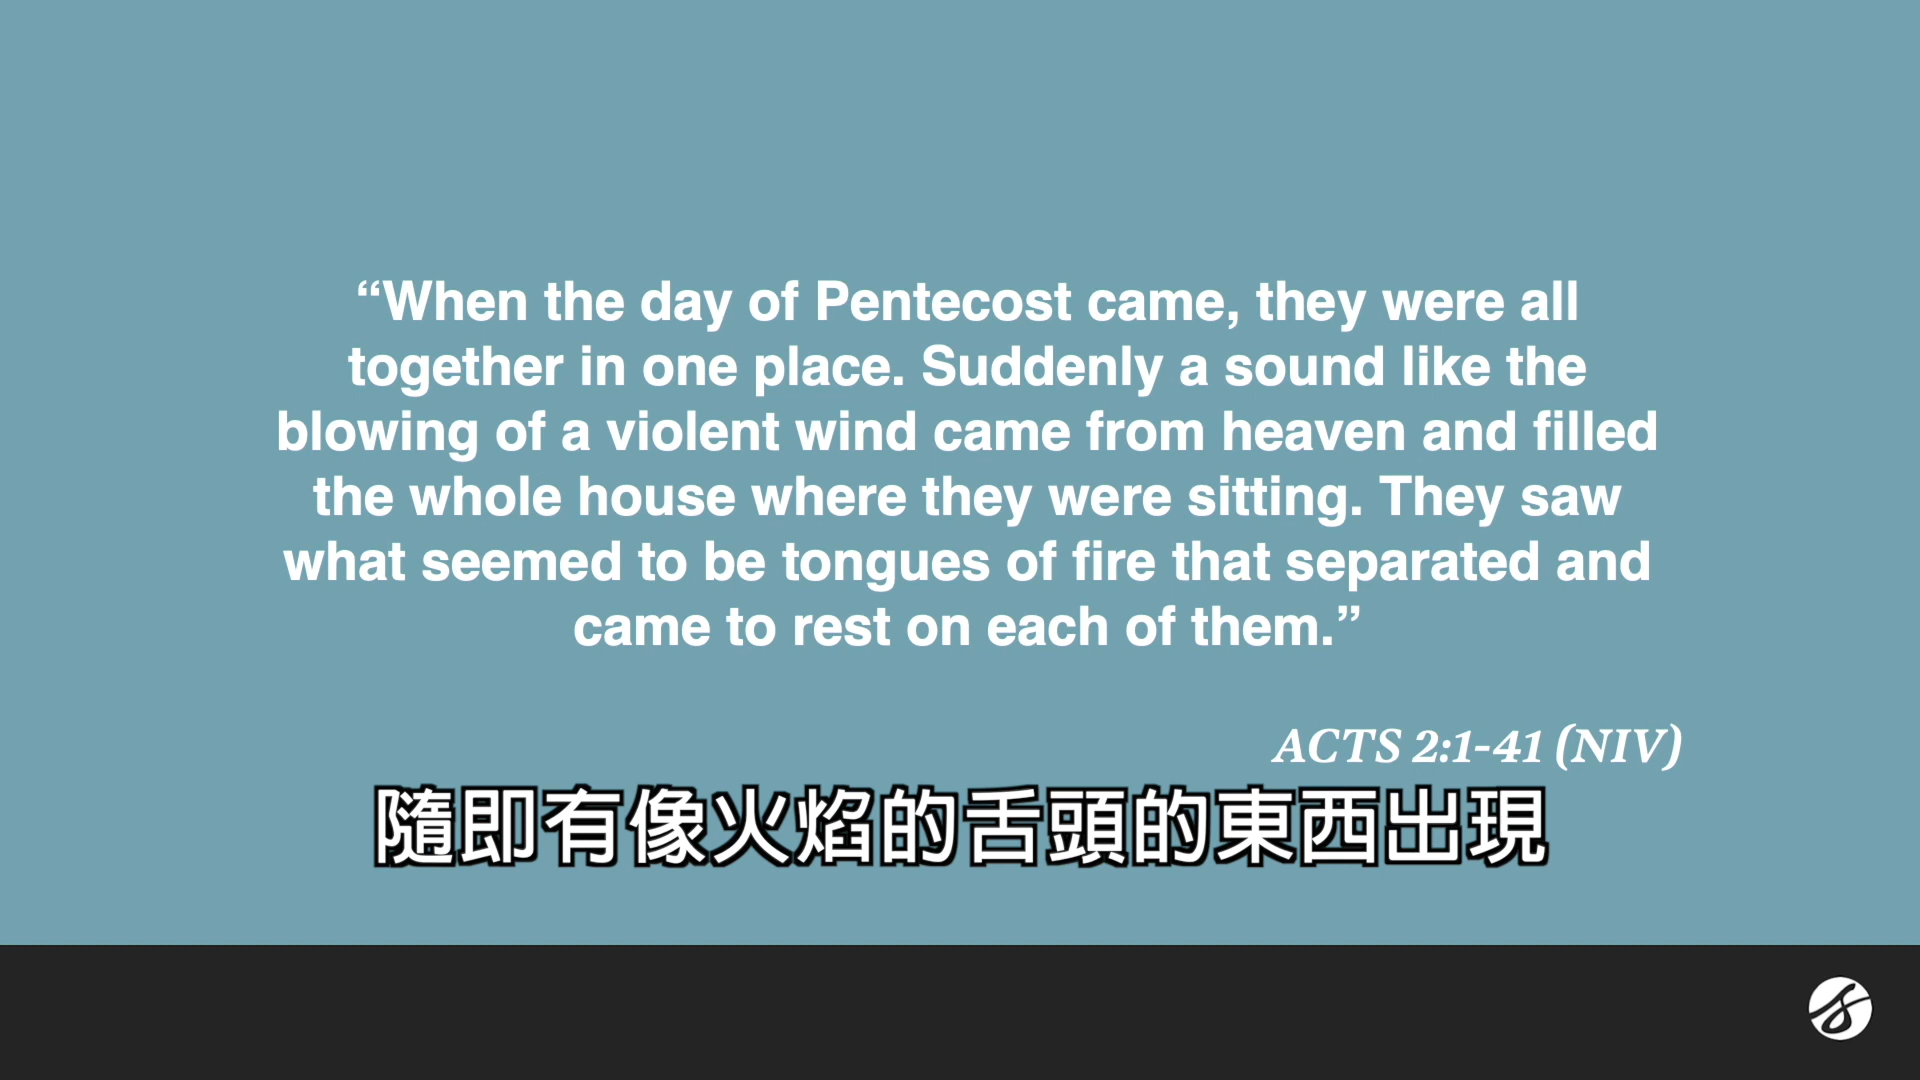 “When the day of Pentecost came, they were all
together in one place. Suddenly a sound like the
blowing of a violent wind came from heaven and filled
the whole house where they were sitting. They saw
what seemed to be tongues of fire that separated and
came to rest on each of them.”
ACTS 2:1-41 (NIV)
隨即有像火焰的舌頭的東西出現